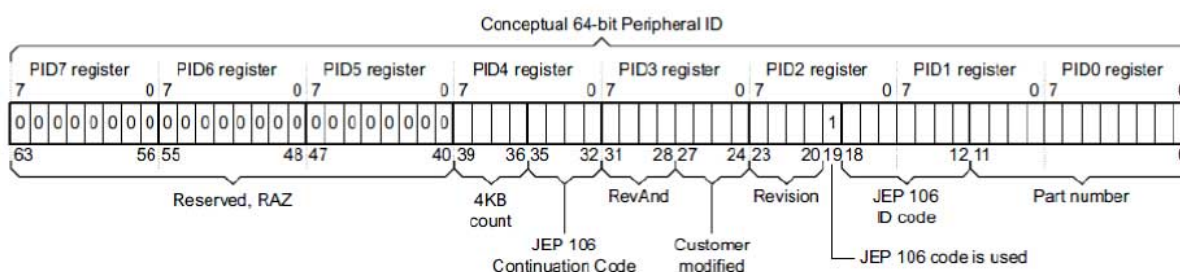 Conceptual 64-bit Peripheral ID
PID7 register PID6 register PID5 register PID4 register PID3 register PID2 register PID1 register PID0 register
7 0 7 0 7 0 7 0 7 0 7 0 7 0 7
0 0 0 0 0 0 0 0 0 0 0 0 0 0 0 0 0 0 0 0 0 0 0 0 1
63 56 55 48 47 40 39 36 35 32 31 28 27 24 23 20 19 18 12 11
Reserved, RAZ 4KB count RevAnd Revision JEP 106 ID code Part number
JEP 106 Continuation Code Customer modified JEP 106 code is used